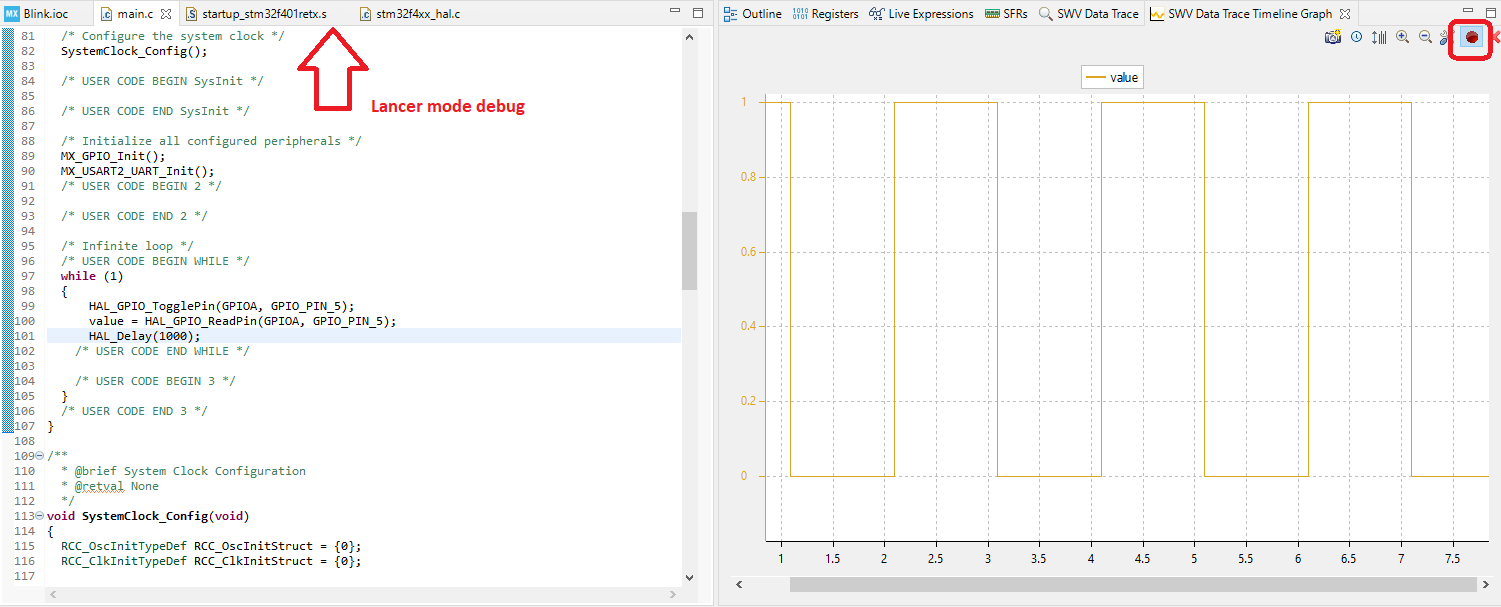 MX Blink.ioc
main.c
startup_stm32f401retx.s
stm32f4xx_hal.c
81 /* Configure the system clock */
82 SystemClock_Config();
83
84 /* USER CODE BEGIN SysInit */
85
86 /* USER CODE END SysInit */
87
88 /* Initialize all configured peripherals */
89 MX_GPIO_Init();
90 MX_USART2_UART_Init();
91 /* USER CODE BEGIN 2 */
92
93 /* USER CODE END 2 */
94
95 /* Infinite loop */
96 /* USER CODE BEGIN WHILE */
97 while (1)
98 {
99 HAL_GPIO_TogglePin(GPIOA, GPIO_PIN_5);
100 value = HAL_GPIO_ReadPin(GPIOA, GPIO_PIN_5);
101 HAL_Delay(1000);
102 /* USER CODE END WHILE */
103
104 /* USER CODE BEGIN 3 */
105 }
106 /* USER CODE END 3 */
107 }
108
109 /**
110 * @brief System Clock Configuration
111 * @retval None
112 */
113 void SystemClock_Config(void)
114 {
115 RCC_OscInitTypeDef RCC_OscInitStruct = {0};
116 RCC_ClkInitTypeDef RCC_ClkInitStruct = {0};
117
Lancer mode debug
Outline
Registers
Live Expressions
SFRs
SWV Data Trace
SWV Data Trace Timeline Graph
value
1
0.8
0.6
0.4
0.2
0
1 1.5 2 2.5 3 3.5 4 4.5 5 5.5 6 6.5 7 7.5